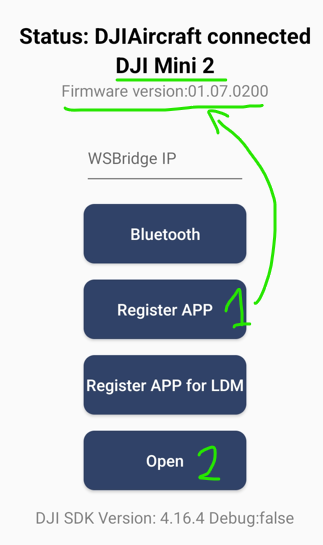 Status: DJIAircraft connected
DJI Mini 2
Firmware version:01.07.0200
WSBridge IP
Bluetooth
Register APP 1
Register APP for LDM
Open 2
DJI SDK Version: 4.16.4 Debug:false